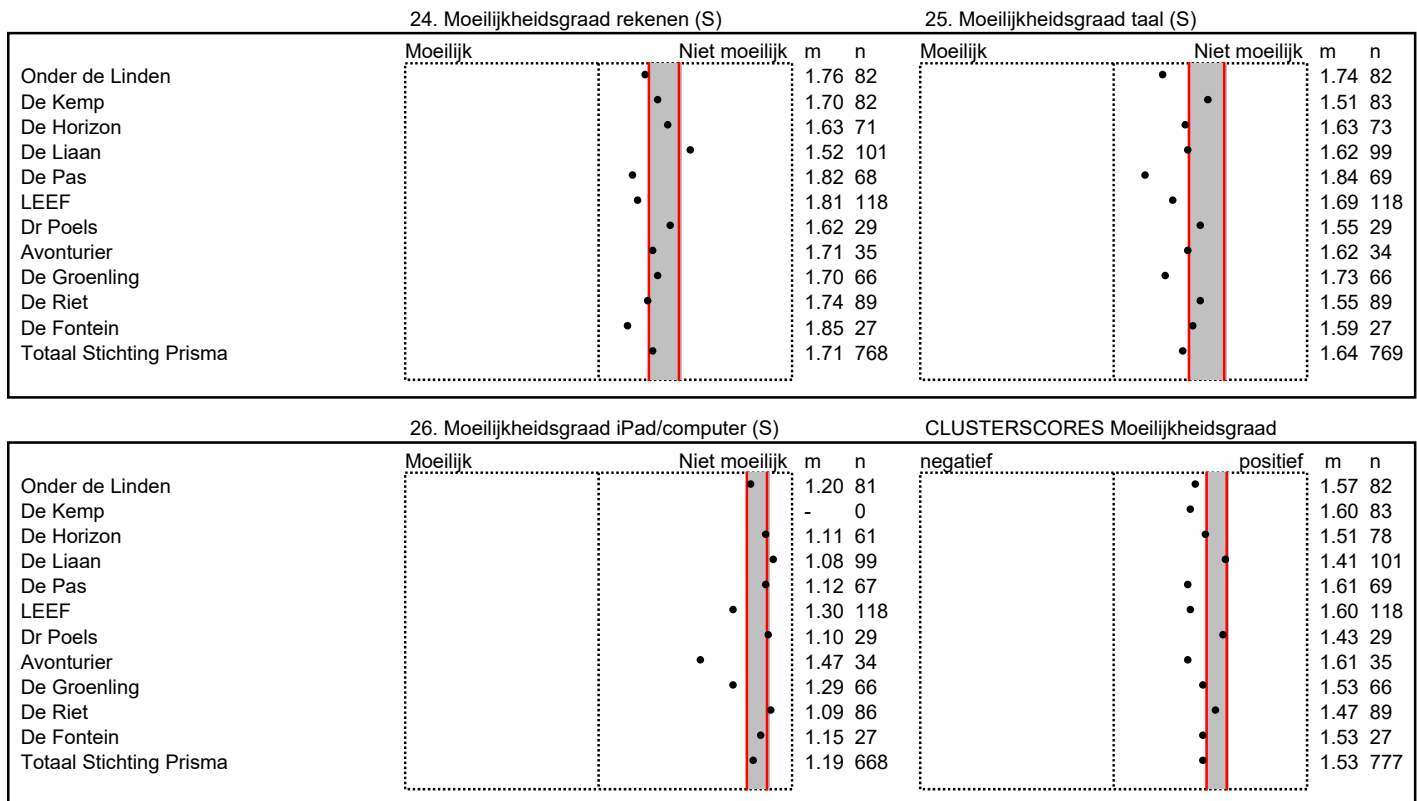 24. Moeilijkheidsgraad rekenen (S) 25. Moeilijkheidsgraad taal (S)
Moeilijk Niet moeilijk m n Moeilijk Niet moeilijk m n
Onder de Linden 1.76 82 1.74 82
De Kemp 1.70 82 1.51 83
De Horizon 1.63 71 1.63 73
De Liaan 1.52 101 1.62 99
De Pas 1.82 68 1.84 69
LEEF 1.81 118 1.69 118
Dr Poels 1.62 29 1.55 29
Avonturier 1.71 35 1.62 34
De Groenling 1.70 66 1.73 66
De Riet 1.74 89 1.55 89
De Fontein 1.85 27 1.59 27
Totaal Stichting Prisma 1.71 768 1.64 769
26. Moeilijkheidsgraad iPad/computer (S) CLUSTERSCORES Moeilijkheidsgraad
Moeilijk Niet moeilijk m n negatief positief m n
Onder de Linden 1.20 81 1.57 82
De Kemp - 0 1.60 83
De Horizon 1.11 61 1.51 78
De Liaan 1.08 99 1.41 101
De Pas 1.12 67 1.61 69
LEEF 1.30 118 1.60 118
Dr Poels 1.10 29 1.43 29
Avonturier 1.47 34 1.61 35
De Groenling 1.29 66 1.53 66
De Riet 1.09 86 1.47 89
De Fontein 1.15 27 1.53 27
Totaal Stichting Prisma 1.19 668 1.53 777